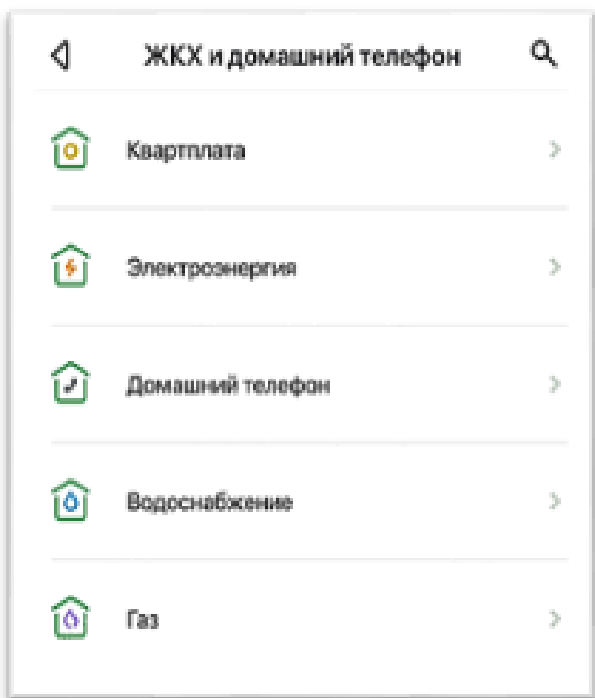 ЖКХ и домашний телефон
Квартплата
Электроэнергия
Домашний телефон
Водоснабжение
Газ